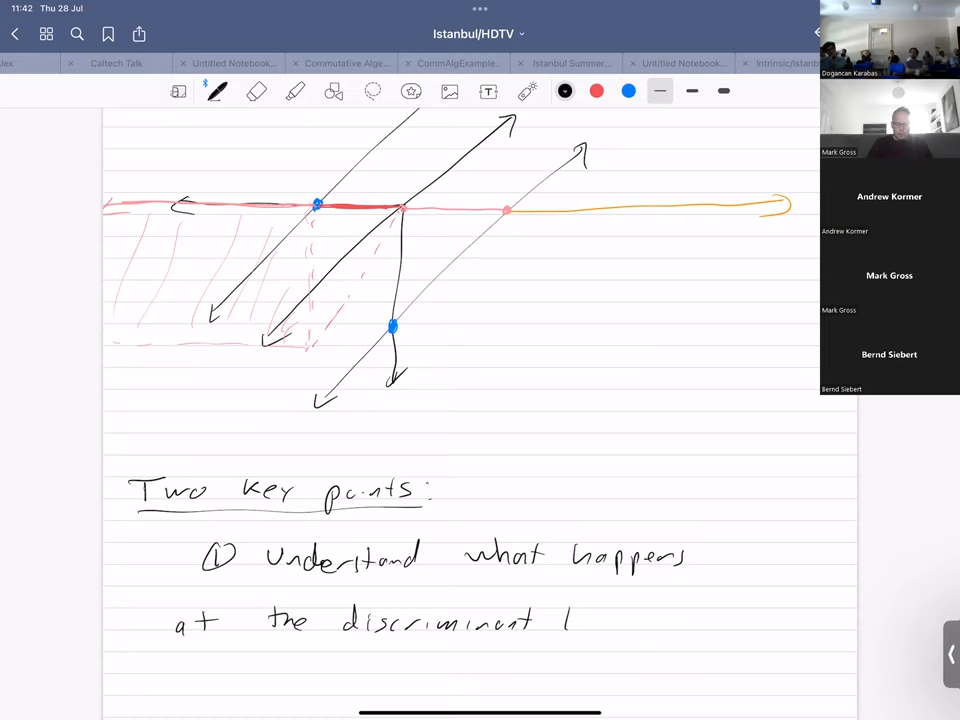 11:42 Thu 28 Jul
Istanbul/HDTV
Caltech Talk
Untitled Notebook...
Commutative Alge...
CommAlgExample...
Istanbul Summer...
Untitled Notebook...
Intrinsic/Istanb
Dogancan Karabas
Mark Gross
Andrew Kormer
Andrew Kormer
Mark Gross
Mark Gross
Bernd Siebert
Bernd Siebert
Two key points:
① Understand what happens
at the discriminant l